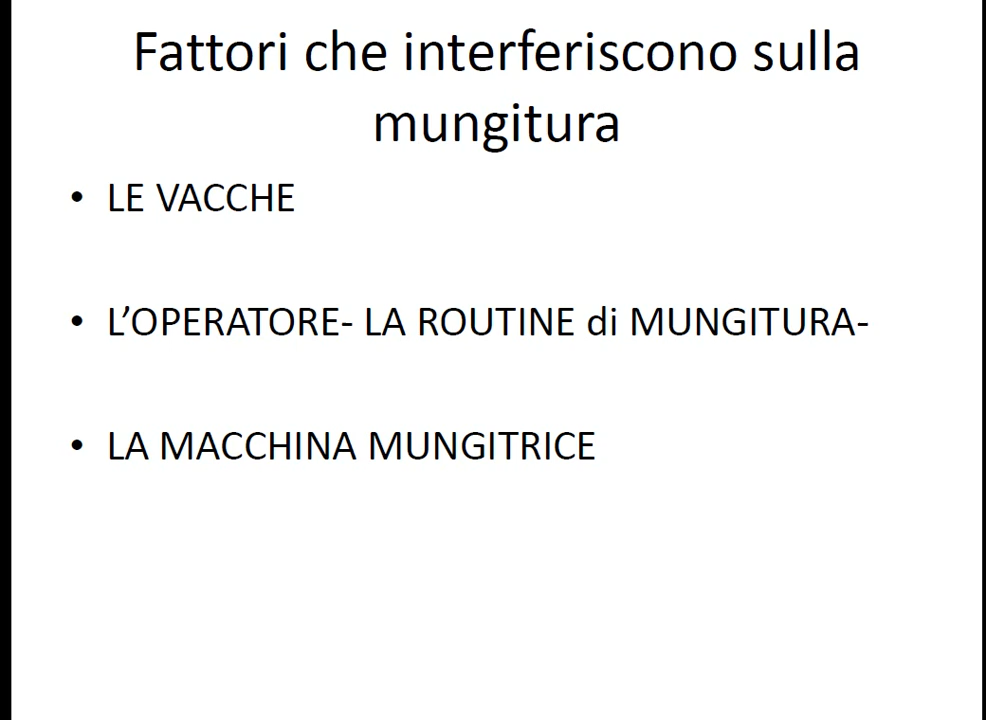 Fattori che interferiscono sulla
mungitura
• LE VACCHE
• L’OPERATORE- LA ROUTINE di MUNGITURA-
• LA MACCHINA MUNGITRICE